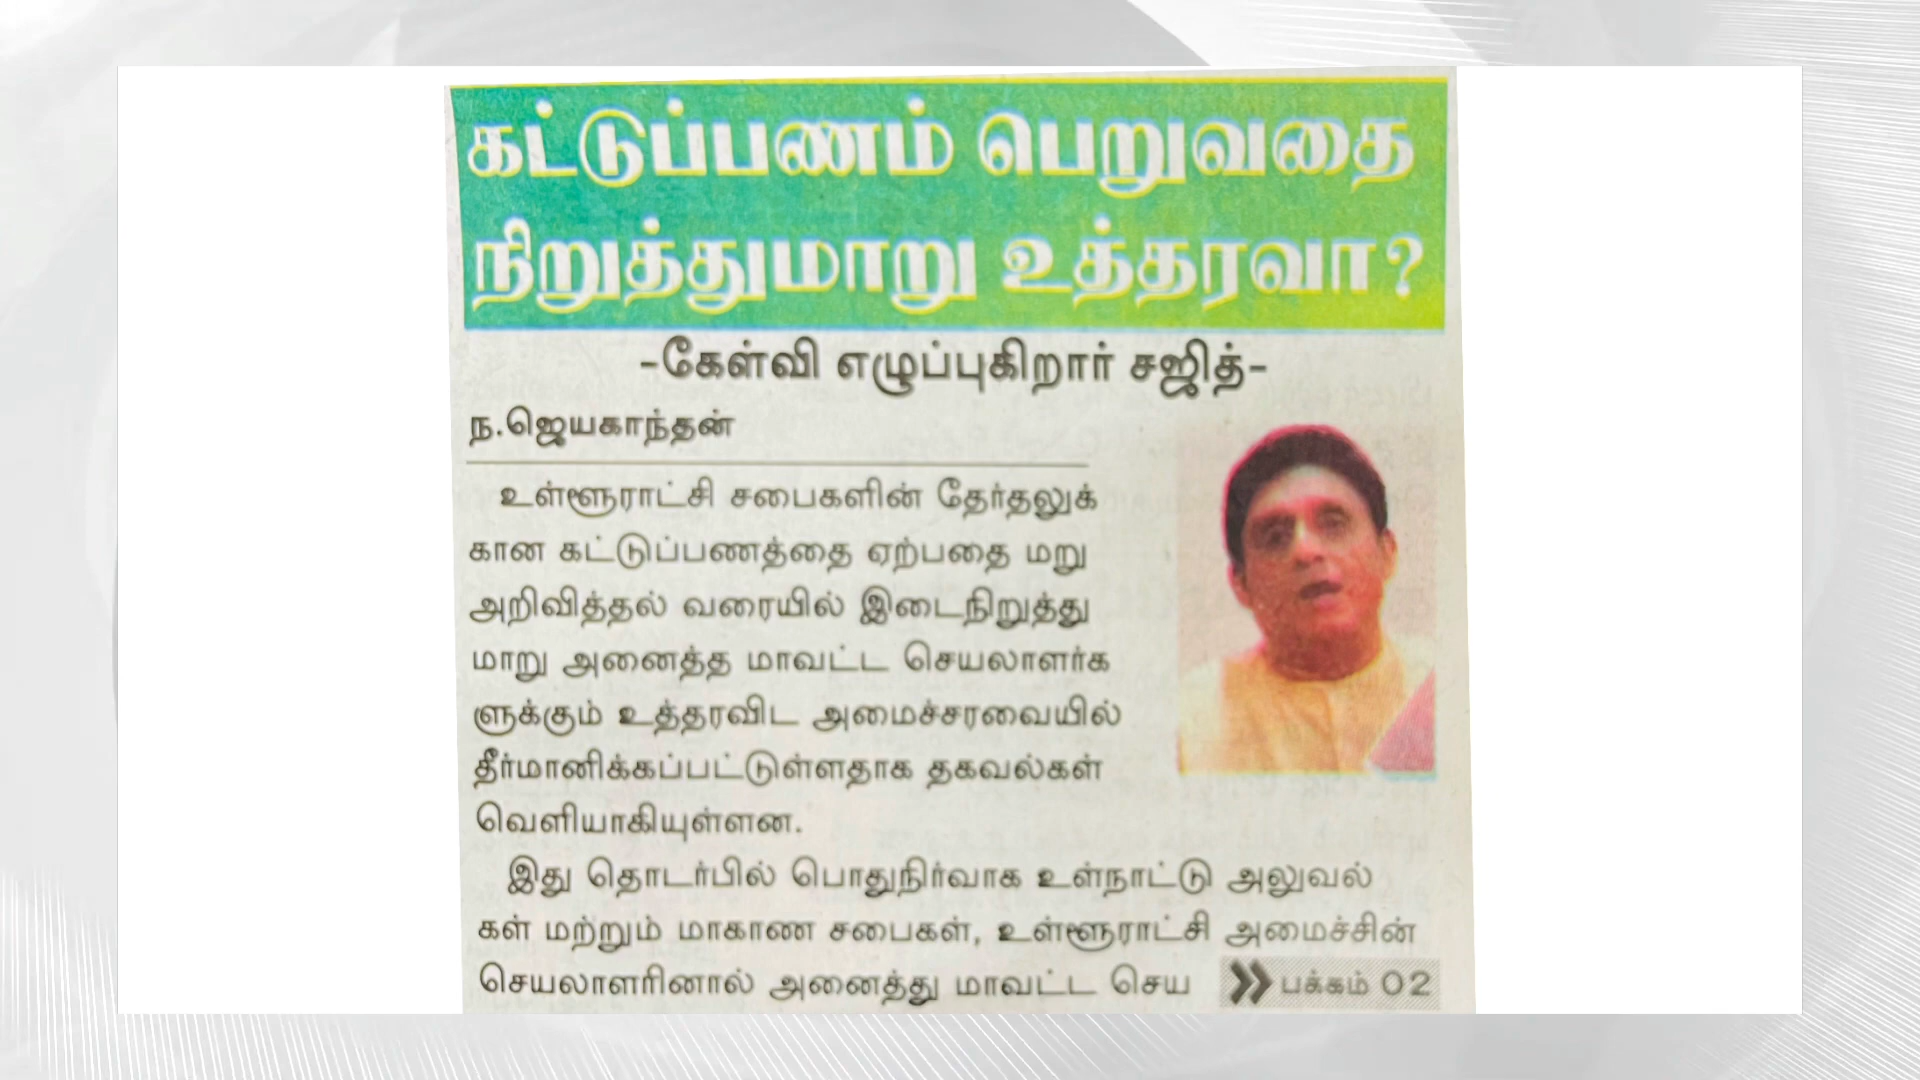 கட்டுப்பணம் பெறுவதை
நிறுத்துமாறு உத்தரவா?
-கேள்வி எழுப்புகிறார் சஜித்-
ந.ஜெயகாந்தன்
உள்ளூராட்சி சபைகளின் தேர்தலுக்
கான கட்டுப்பணத்தை ஏற்பதை மறு
அறிவித்தல் வரையில் இடைநிறுத்து
மாறு அனைத்த மாவட்ட செயலாளர்க
ளுக்கும் உத்தரவிட அமைச்சரவையில்
தீர்மானிக்கப்பட்டுள்ளதாக தகவல்கள்
வெளியாகியுள்ளன.
இது தொடர்பில் பொதுநிர்வாக உள்நாட்டு அலுவல்
கள் மற்றும் மாகாண சபைகள், உள்ளூராட்சி அமைச்சின்
செயலாளரினால் அனைத்து மாவட்ட செய
பக்கம் 02